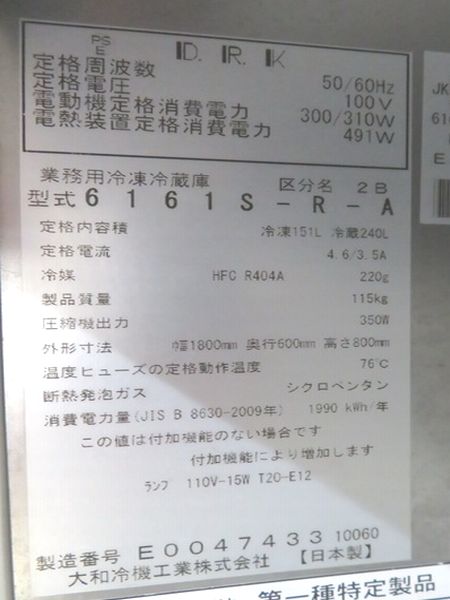 PS
E
D.R.K
定格周波数 50/60Hz
定格電圧 100V
電動機定格消費電力 300/310W
電熱装置定格消費電力 491W
業務用冷凍冷蔵庫 区分名 2B
型式 6161S-R-A
定格内容積 冷凍151L 冷蔵240L
定格電流 4.6/3.5A
冷媒 HFC R404A 220g
製品質量 115kg
圧縮機出力 350W
外形寸法 幅1800mm 奥行600mm 高さ800mm
温度ヒューズの定格動作温度 76℃
断熱発泡ガス シクロペンタン
消費電力量(JIS B 8630-2009年) 1990 kWh/年
この値は付加機能のない場合です
付加機能により増加します
ランプ 110V-15W T20-E12
製造番号 E0047433 10060
大和冷機工業株式会社 【日本製】
第一種特定製品
JK
61
E